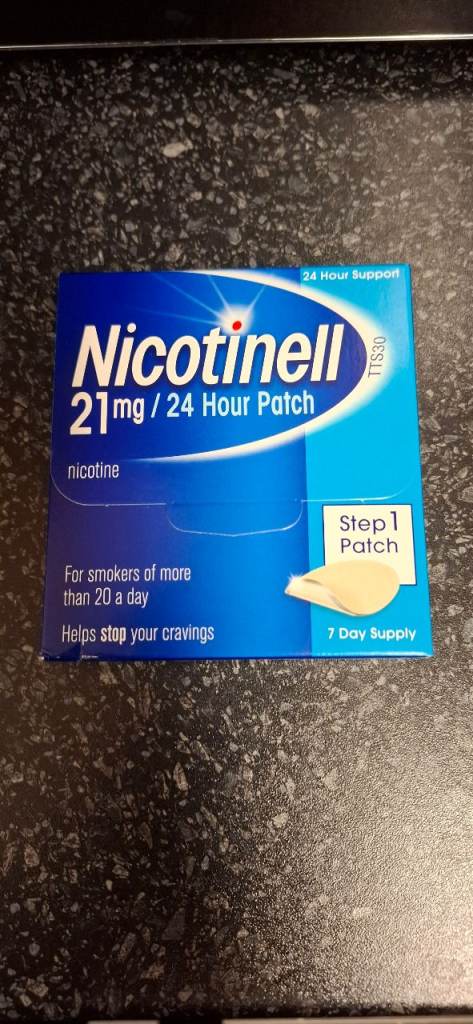 24 Hour Support
Nicotinell
TTS30
21mg / 24 Hour Patch
nicotine
Step 1
Patch
For smokers of more
than 20 a day
Helps stop your cravings
7 Day Supply